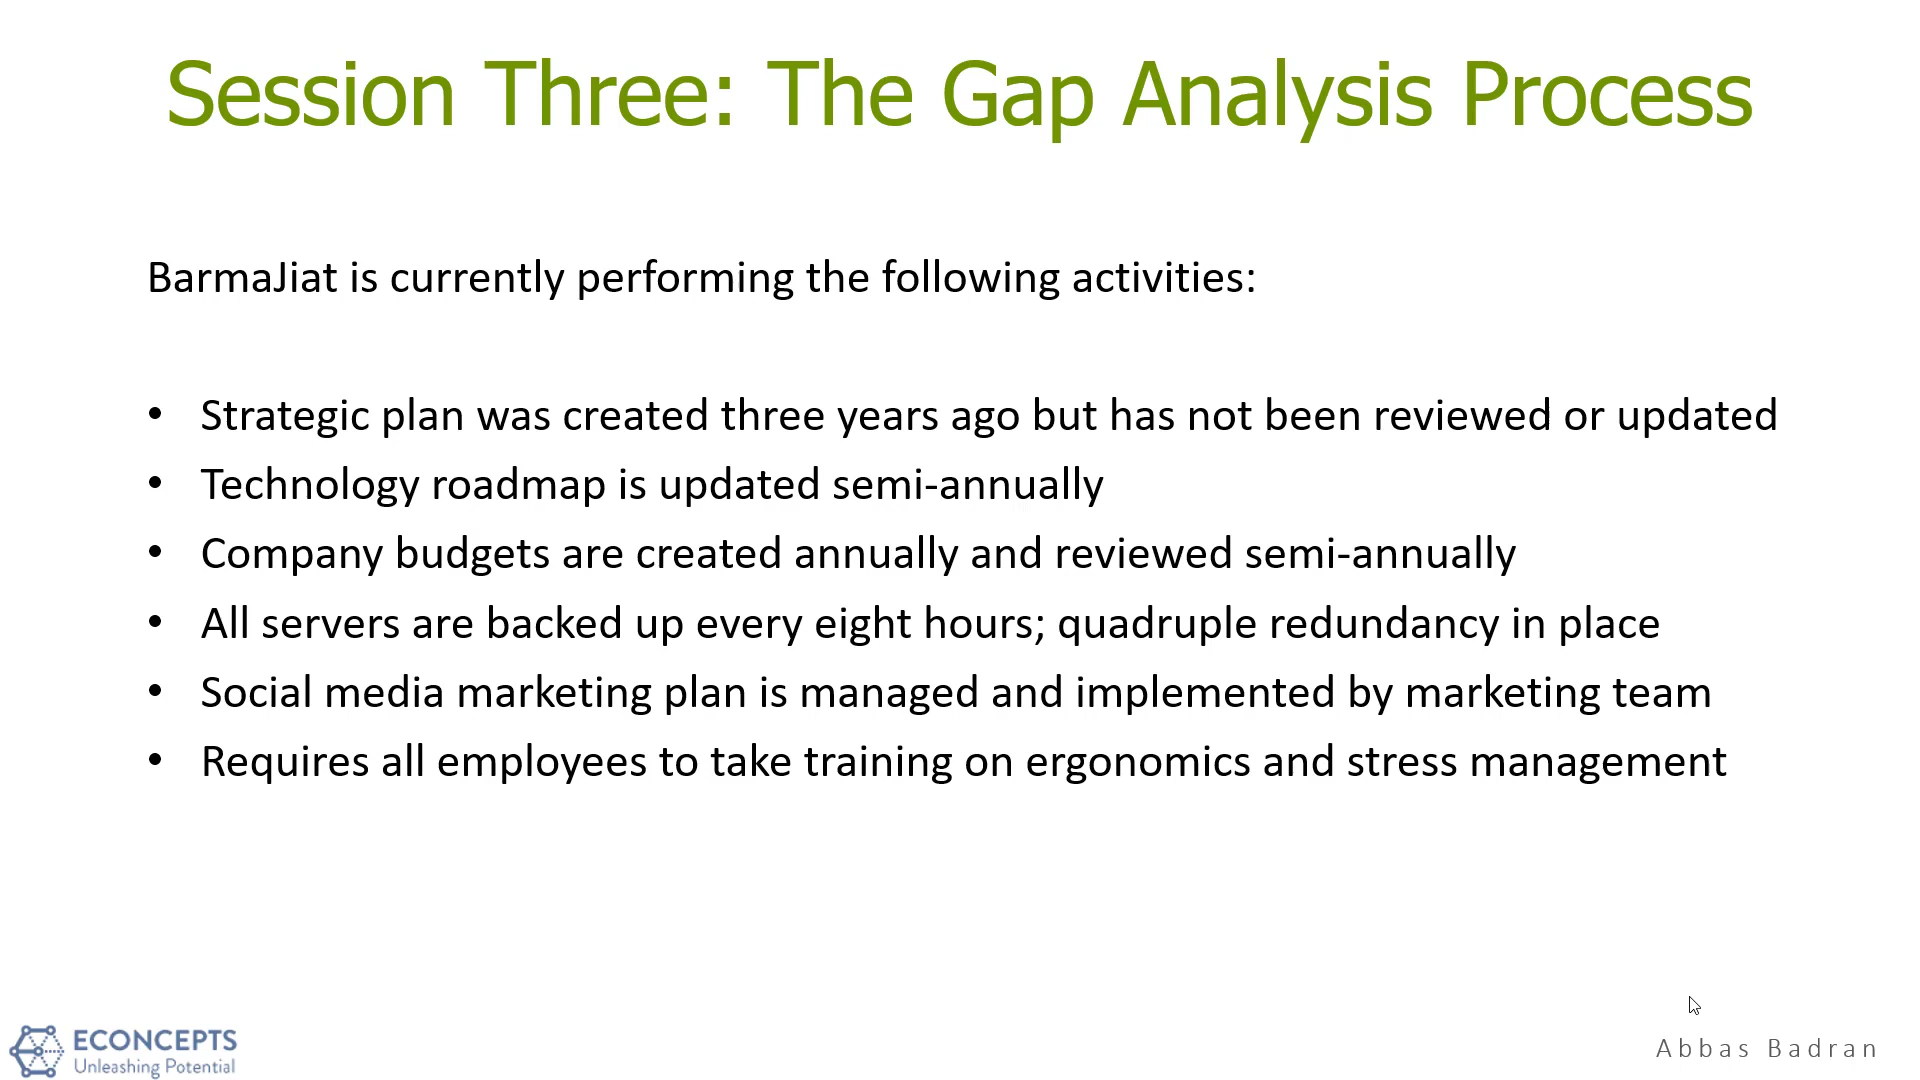 Session Three: The Gap Analysis Process
BarmaJiat is currently performing the following activities:
• Strategic plan was created three years ago but has not been reviewed or updated
• Technology roadmap is updated semi-annually
• Company budgets are created annually and reviewed semi-annually
• All servers are backed up every eight hours; quadruple redundancy in place
• Social media marketing plan is managed and implemented by marketing team
• Requires all employees to take training on ergonomics and stress management
ECONCEPTS
Unleashing Potential
Abbas Badran